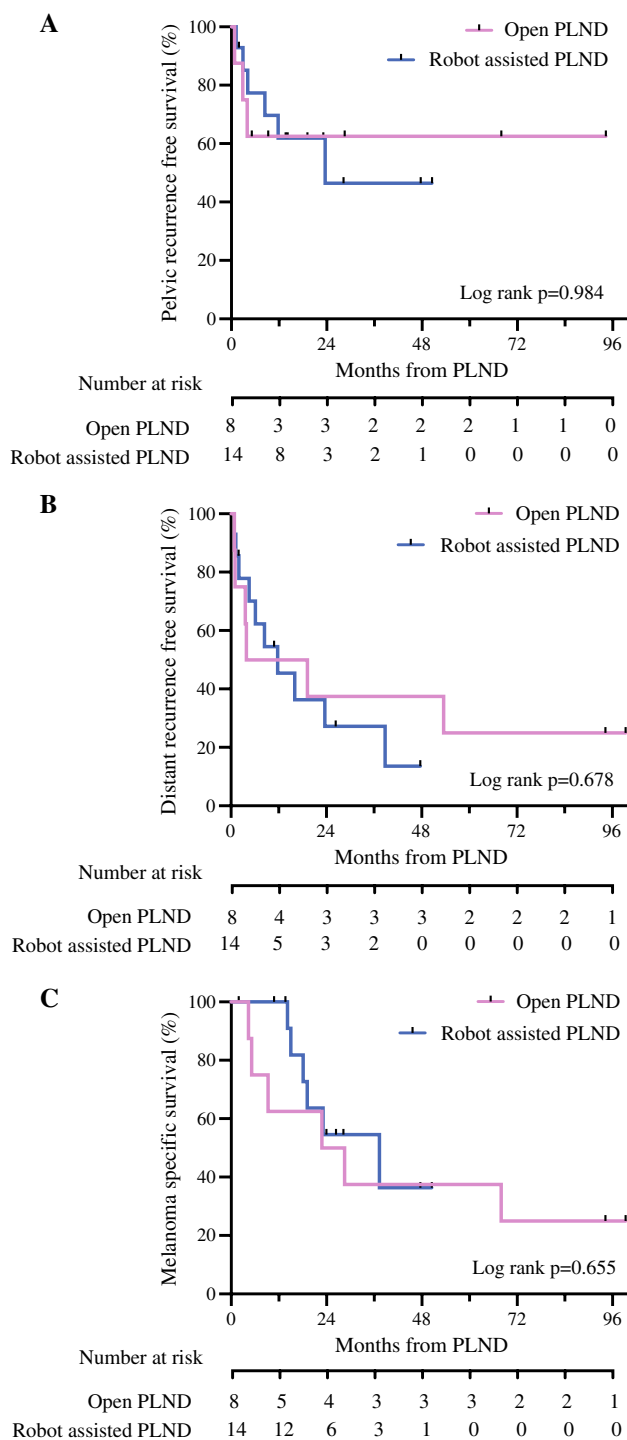 A
Open PLND
Robot assisted PLND
Pelvic recurrence free survival (%)
100
80
60
40
20
0
Log rank p=0.984
0 24 48 72 96
Months from PLND
Number at risk
Open PLND 8 3 3 2 2 2 1 1 0
Robot assisted PLND 14 8 3 2 1 0 0 0 0
B
Open PLND
Robot assisted PLND
Distant recurrence free survival (%)
100
80
60
40
20
0
Log rank p=0.678
0 24 48 72 96
Months from PLND
Number at risk
Open PLND 8 4 3 3 3 2 2 2 1
Robot assisted PLND 14 5 3 2 0 0 0 0 0
C
Open PLND
Robot assisted PLND
Melanoma specific survival (%)
100
80
60
40
20
0
Log rank p=0.655
0 24 48 72 96
Months from PLND
Number at risk
Open PLND 8 5 4 3 3 3 2 2 1
Robot assisted PLND 14 12 6 3 1 0 0 0 0